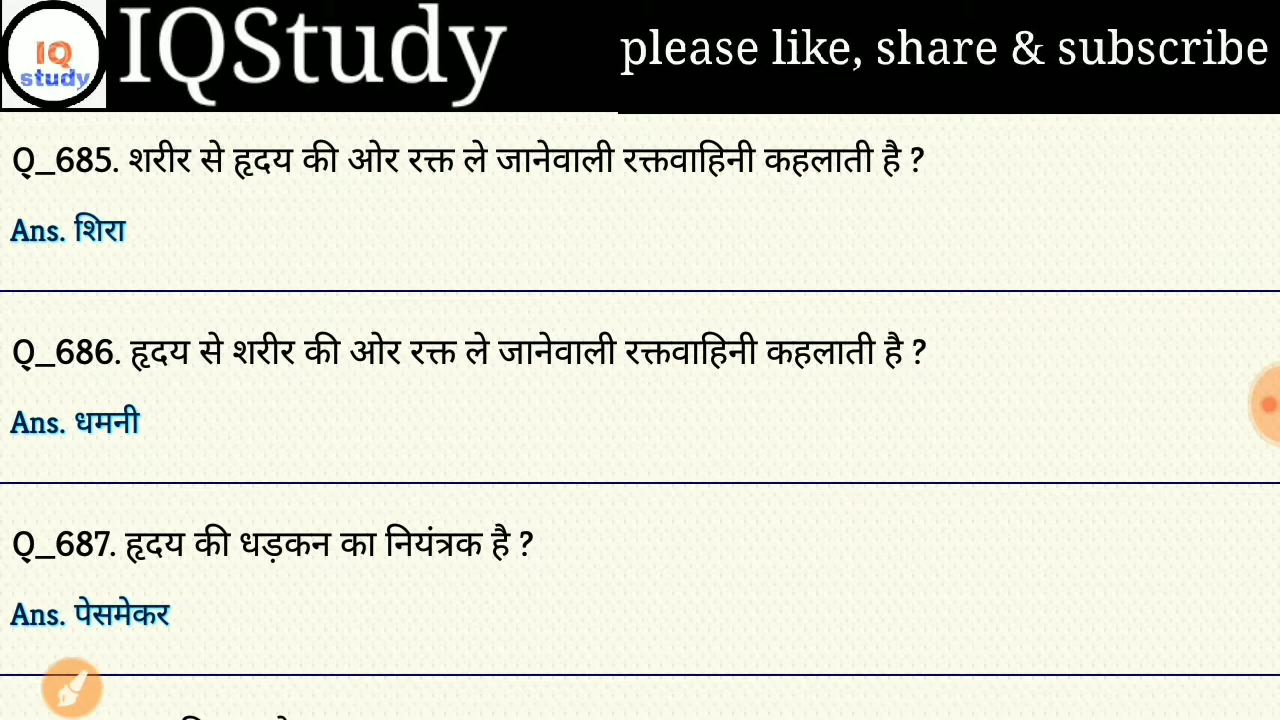 IQ
study
IQStudy
please like, share & subscribe
Q_685. शरीर से हृदय की ओर रक्त ले जानेवाली रक्तवाहिनी कहलाती है ?
Ans. शिरा
Q_686. हृदय से शरीर की ओर रक्त ले जानेवाली रक्तवाहिनी कहलाती है ?
Ans. धमनी
Q_687. हृदय की धड़कन का नियंत्रक है ?
Ans. पेसमेकर